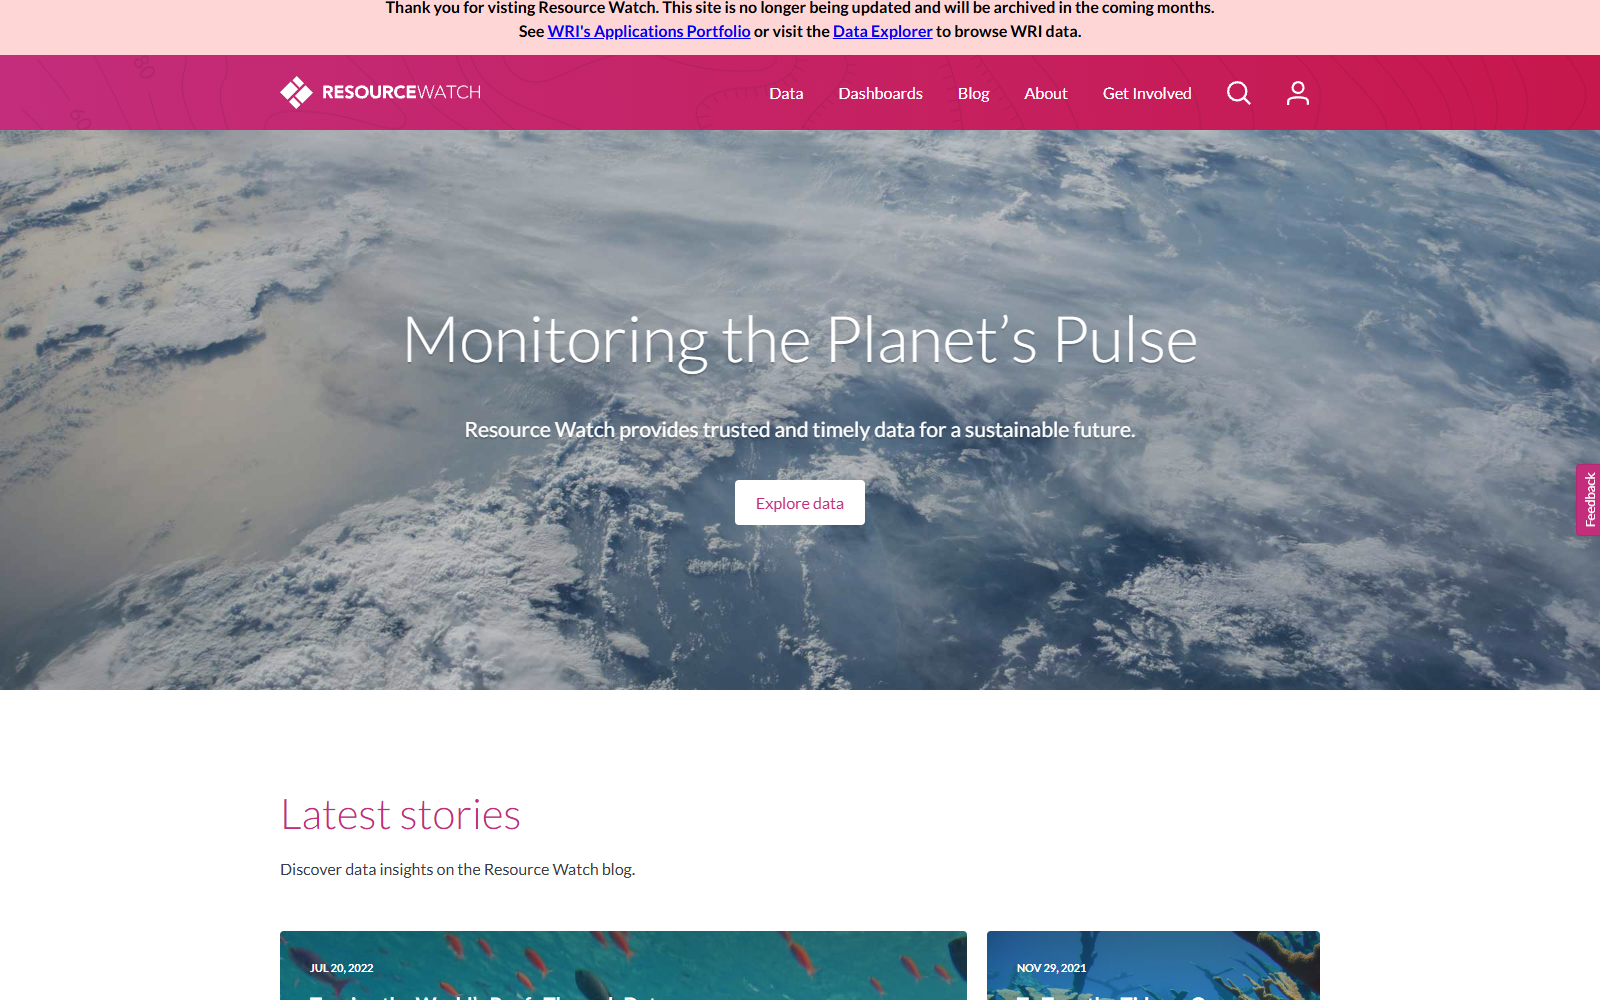 Thank you for visting Resource Watch. This site is no longer being updated and will be archived in the coming months.
See WRI's Applications Portfolio or visit the Data Explorer to browse WRI data.
RESOURCEWATCH
Data
Dashboards
Blog
About
Get Involved
80
60
Monitoring the Planet’s Pulse
Resource Watch provides trusted and timely data for a sustainable future.
Explore data
Feedback
Latest stories
Discover data insights on the Resource Watch blog.
JUL 20, 2022
NOV 29, 2021